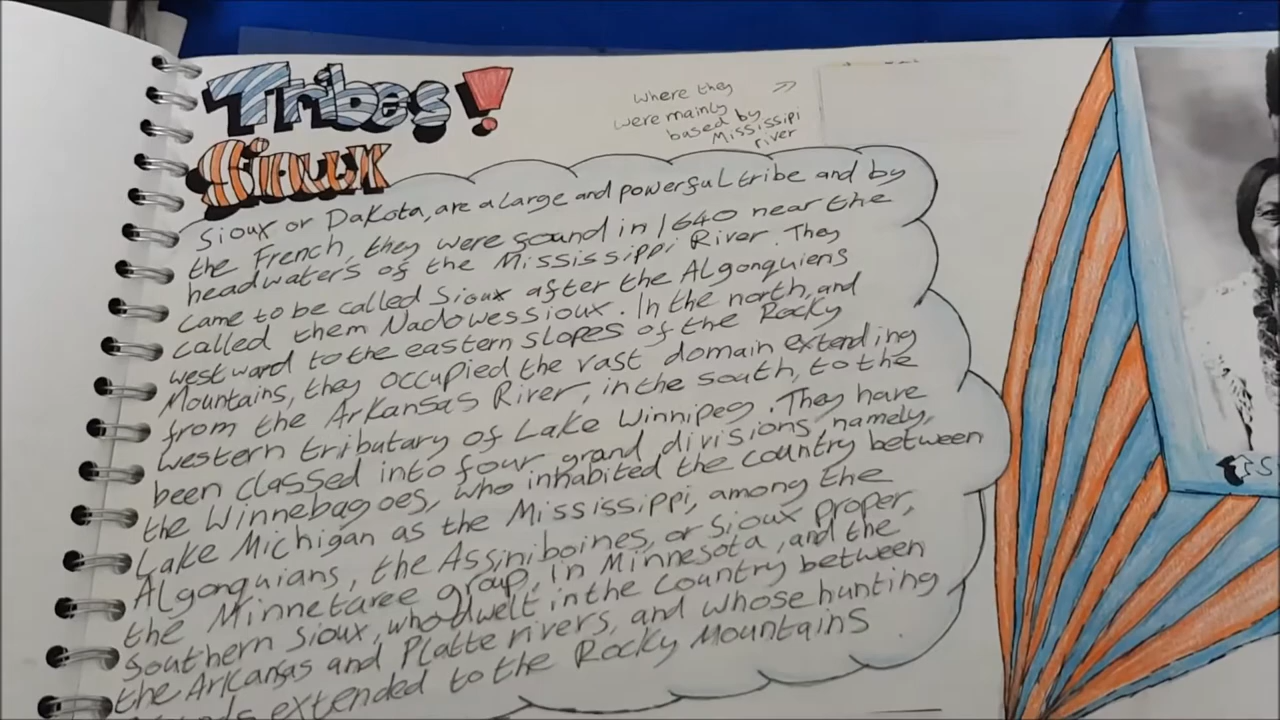 Tribes!
Sioux
Where they
were mainly
based by
Mississipi
river
Sioux or Dakota, are a large and powerful tribe and by
the French, they were sound in 1640 near the
headwaters of the Mississippi River. They
came to be called Sioux after the Algonquiens
called them Nadowessioux. In the north, and
westward to the eastern slopes of the Rocky
Mountains, they occupied the vast domain extending
from the Arkansas River, in the south, to the
western tributary of Lake Winnipeg. They have
been classed into four grand divisions, namely,
the Winnebagoes, who inhabited the country between
Lake Michigan as the Mississippi, among the
Algonquians, the Assiniboines, or Sioux proper,
the Minnetaree group, in Minnesota, and the
Southern Sioux, who dwelt in the country between
the Arkansas and Platte rivers, and whose hunting
extended to the Rocky Mountains